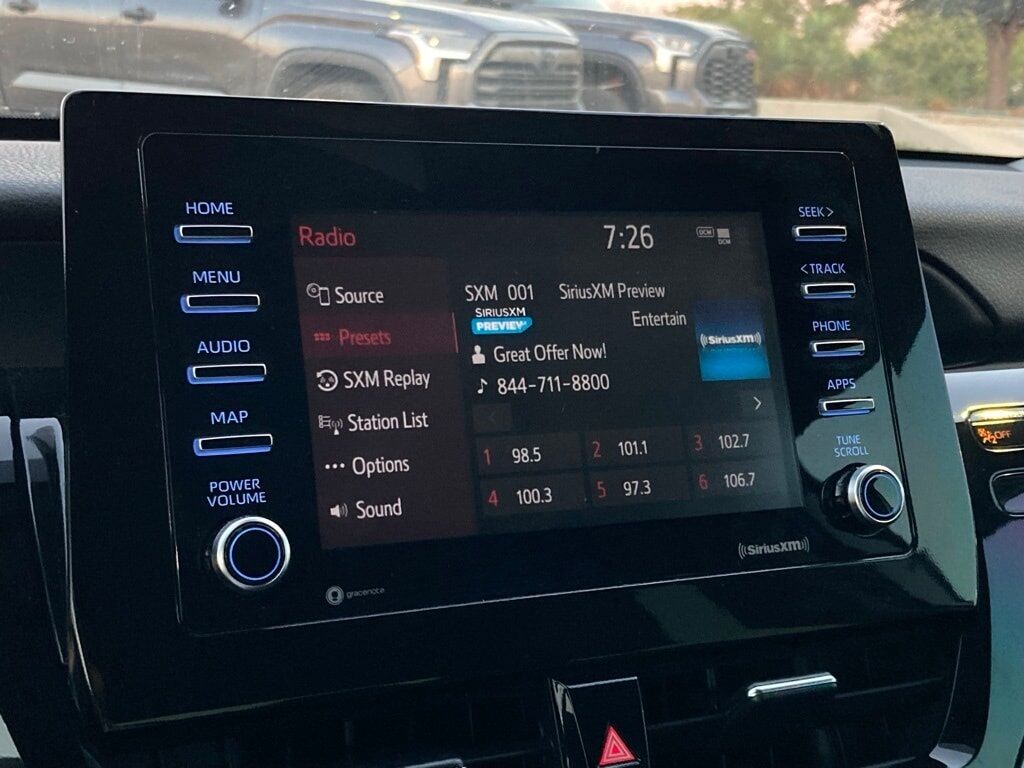 HOME
MENU
AUDIO
MAP
POWER
VOLUME
Radio
7:26
DCM
DCM
Source
Presets
SXM Replay
Station List
Options
Sound
SXM 001 SiriusXM Preview
SIRIUSXM
PREVIEW
Entertain
Great Offer Now!
844-711-8800
((SiriusXM))
1 98.5
2 101.1
3 102.7
4 100.3
5 97.3
6 106.7
gracenote
((SiriusXM))
SEEK >
< TRACK
PHONE
APPS
TUNE
SCROLL
OFF